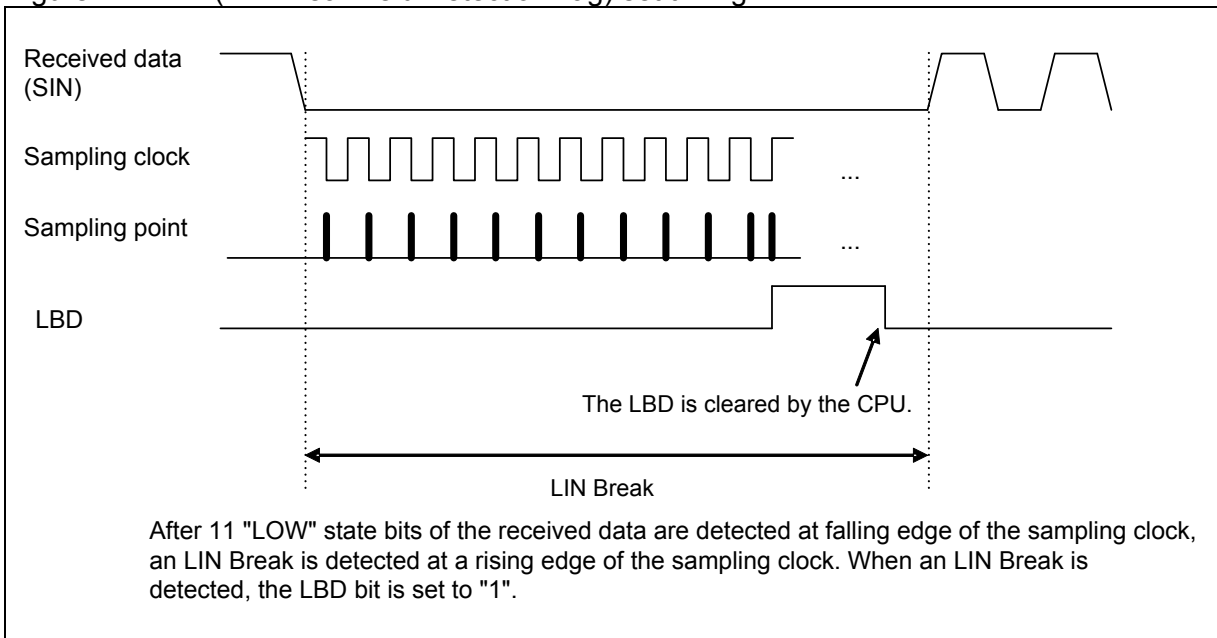 Received data
(SIN)
Sampling clock
...
Sampling point
...
LBD
The LBD is cleared by the CPU.
LIN Break
After 11 "LOW" state bits of the received data are detected at falling edge of the sampling clock,
an LIN Break is detected at a rising edge of the sampling clock. When an LIN Break is
detected, the LBD bit is set to "1".